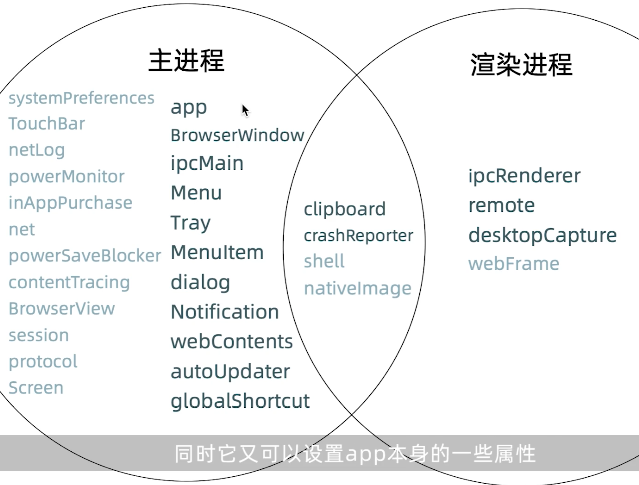 主进程
systemPreferences
TouchBar
netLog
powerMonitor
inAppPurchase
net
powerSaveBlocker
contentTracing
BrowserView
session
protocol
Screen
app
BrowserWindow
ipcMain
Menu
Tray
MenuItem
dialog
Notification
webContents
autoUpdater
globalShortcut
clipboard
crashReporter
shell
nativeImage
渲染进程
ipcRenderer
remote
desktopCapture
webFrame
同时它又可以设置app本身的一些属性